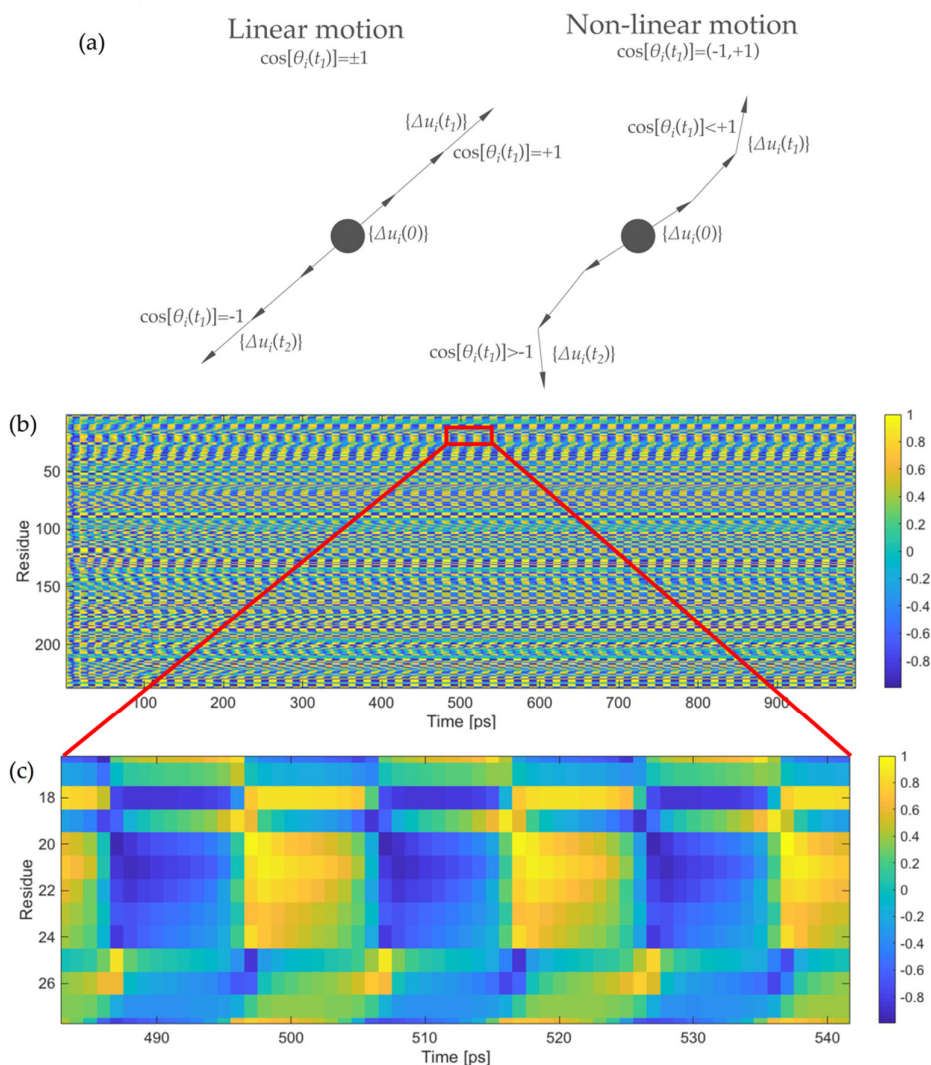 (a)
Linear motion
cos[θi(t1)]=±1
Non-linear motion
cos[θi(t1)]=(-1,+1)
{Δui(t1)}
cos[θi(t1)]=+1
{Δui(0)}
cos[θi(t1)]=-1
{Δui(t2)}
cos[θi(t1)]<+1
{Δui(t1)}
{Δui(0)}
cos[θi(t1)]>-1
{Δui(t2)}
(b)
Residue
50
100
150
200
100 200 300 400 500 600 700 800 900
Time [ps]
1
0.8
0.6
0.4
0.2
0
-0.2
-0.4
-0.6
-0.8
(c)
Residue
18
20
22
24
26
490 500 510 520 530 540
Time [ps]
1
0.8
0.6
0.4
0.2
0
-0.2
-0.4
-0.6
-0.8